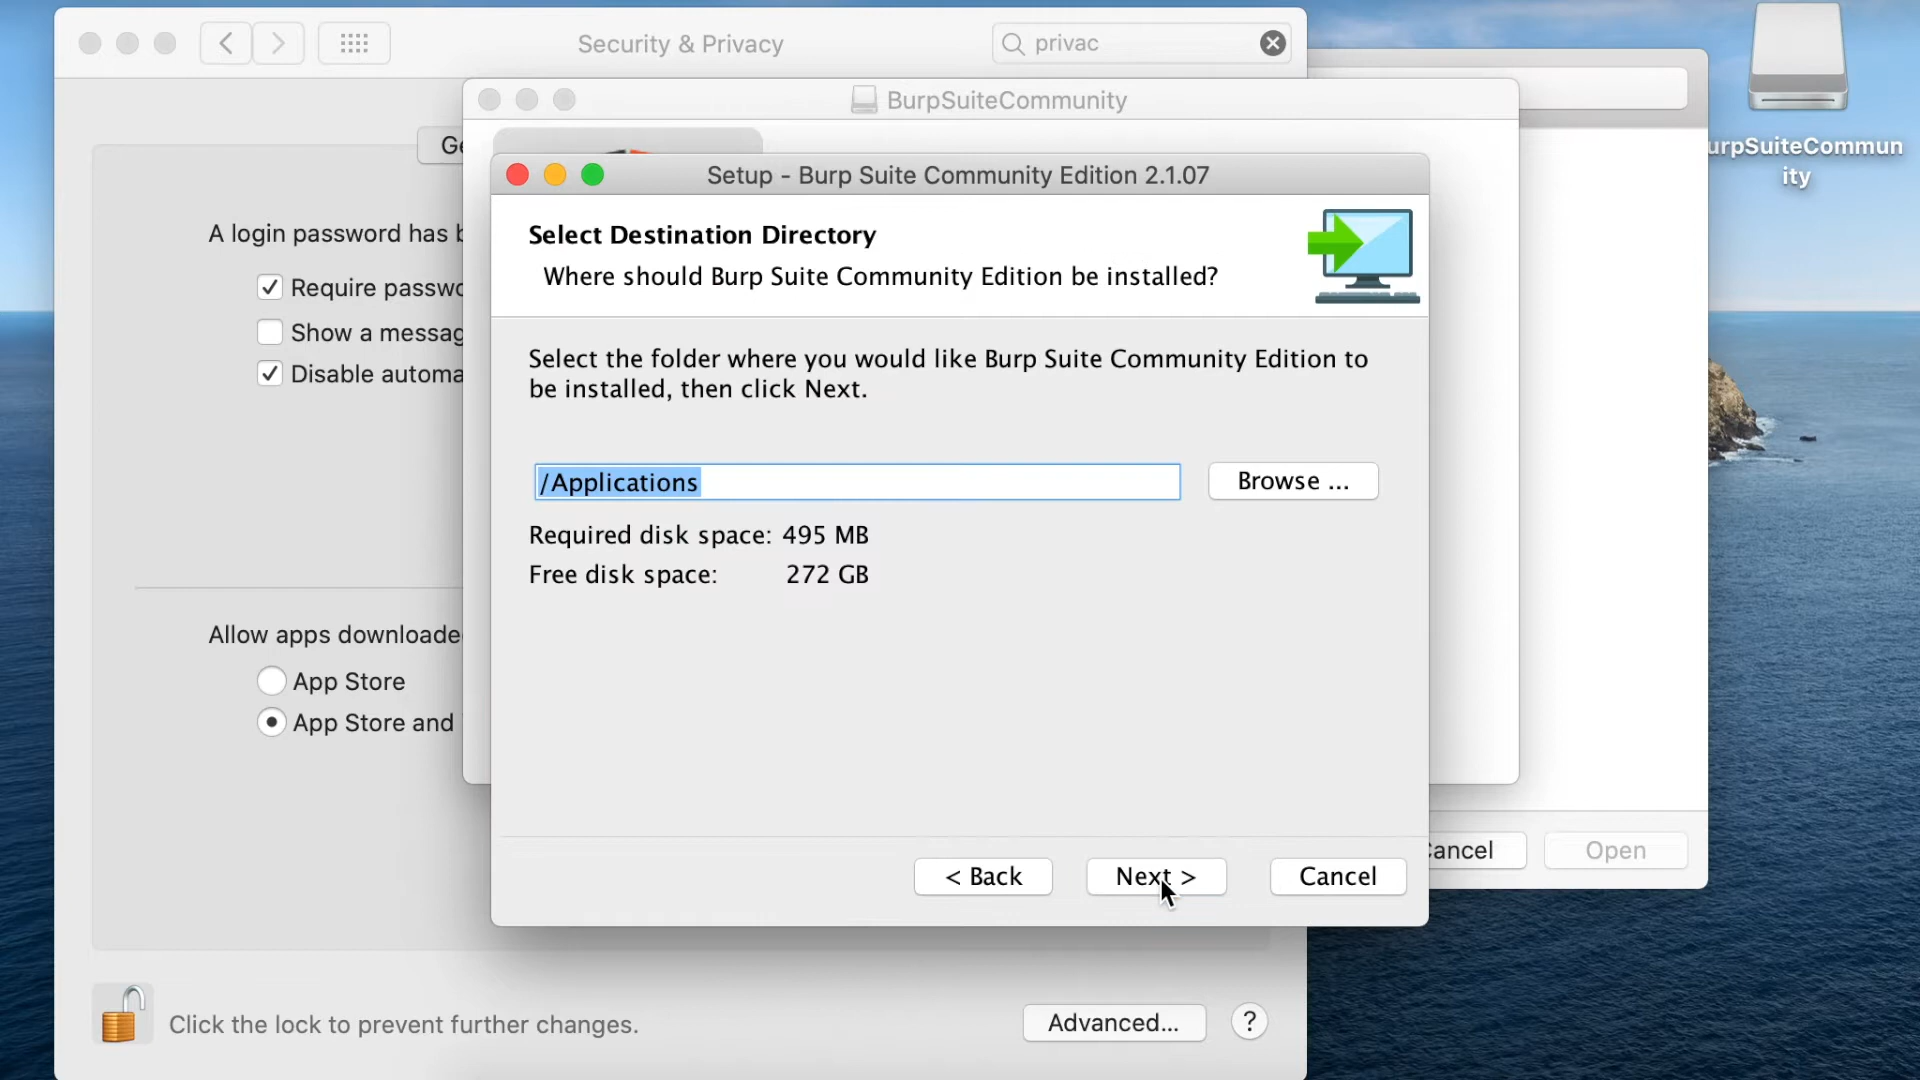 Security & Privacy
privac
BurpSuiteCommunity
urpSuiteCommun
ity
Setup - Burp Suite Community Edition 2.1.07
Select Destination Directory
Where should Burp Suite Community Edition be installed?
A login password has
Require passwo
Show a messag
Disable automa
Select the folder where you would like Burp Suite Community Edition to
be installed, then click Next.
/Applications
Browse ...
Required disk space: 495 MB
Free disk space: 272 GB
Allow apps downloade
App Store
App Store and
< Back
Next >
Cancel
ancel
Open
Click the lock to prevent further changes.
Advanced...
?